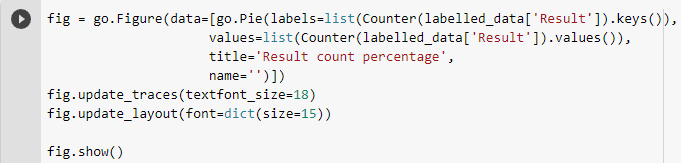 fig = go.Figure(data=[go.Pie(labels=list(Counter(labelled_data['Result']).keys()),
                     values=list(Counter(labelled_data['Result']).values()),
                     title='Result count percentage',
                     name='')])
fig.update_traces(textfont_size=18)
fig.update_layout(font=dict(size=15))

fig.show()